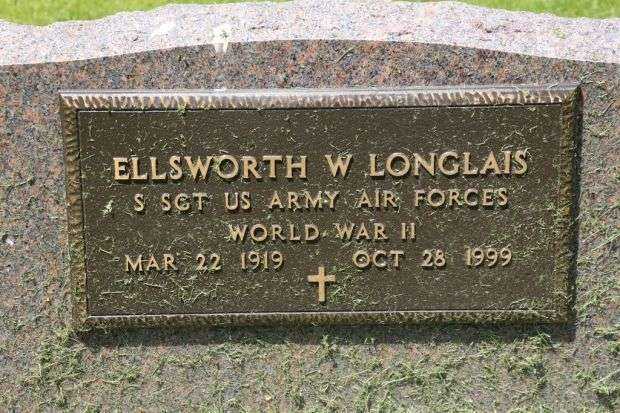 ELLSWORTH W LONGLAIS
S SGT US ARMY AIR FORCES
WORLD WAR II
MAR 22 1919 OCT 28 1999